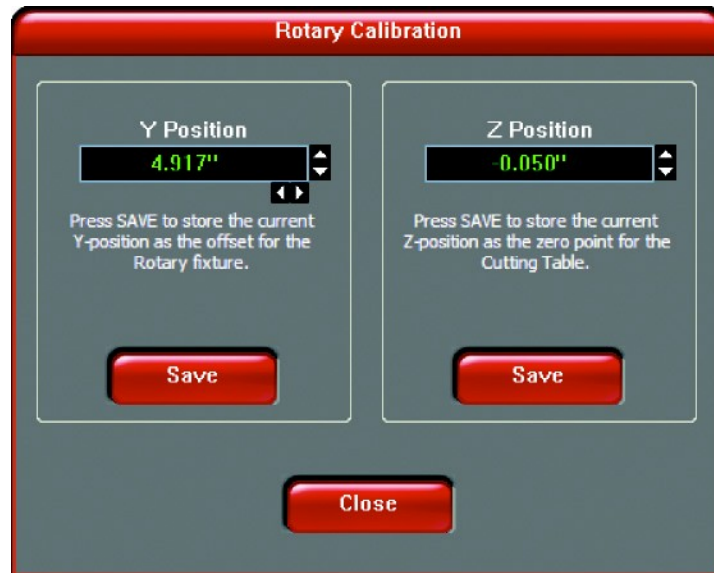 Rotary Calibration
Y Position
4.917"
Press SAVE to store the current
Y-position as the offset for the
Rotary fixture.
Save
Z Position
-0.050"
Press SAVE to store the current
Z-position as the zero point for the
Cutting Table.
Save
Close